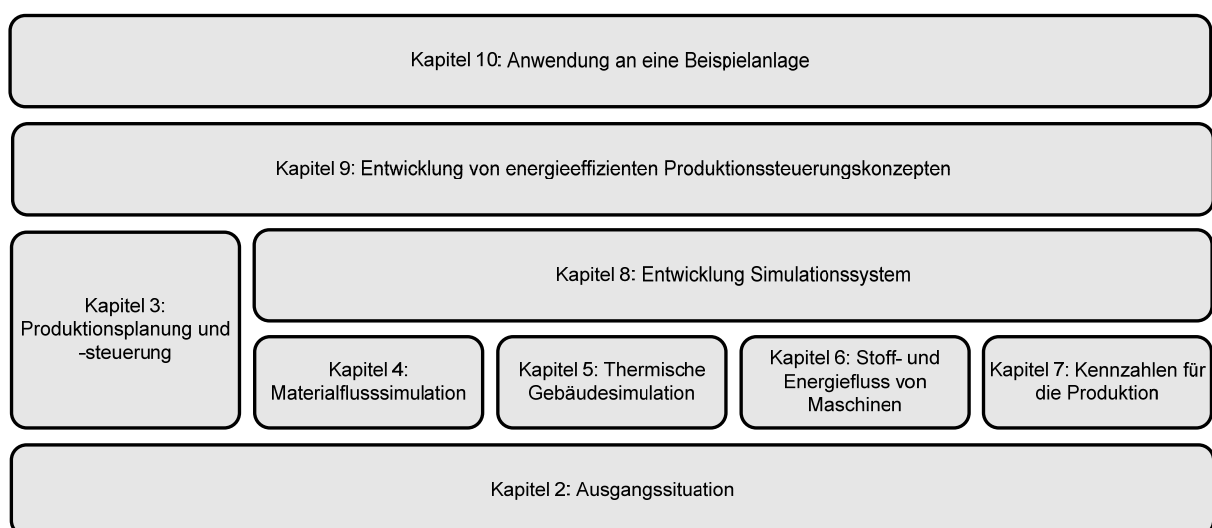 Kapitel 10: Anwendung an eine Beispielanlage
Kapitel 9: Entwicklung von energieeffizienten Produktionssteuerungskonzepten
Kapitel 3:
Produktionsplanung und
-steuerung
Kapitel 8: Entwicklung Simulationssystem
Kapitel 4:
Materialflusssimulation
Kapitel 5: Thermische
Gebäudesimulation
Kapitel 6: Stoff- und
Energiefluss von
Maschinen
Kapitel 7: Kennzahlen für
die Produktion
Kapitel 2: Ausgangssituation